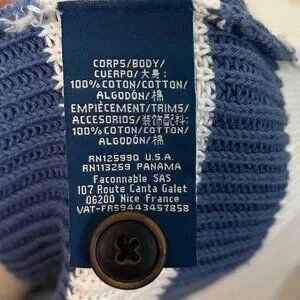 CORPS/BODY/
CUERPO/大身:
100%COTON/COTTON/
ALGODÓN/棉
EMPIÈCEMENT/TRIMS/
ACCESORIOS/装饰配料:
100%COTON/COTTON/
ALGODÓN/棉
RN125990 U.S.A.
RN113259 PANAMA
Faconnable SAS
107 Route Canta Galet
06200 Nice France
VAT-FR59443457858